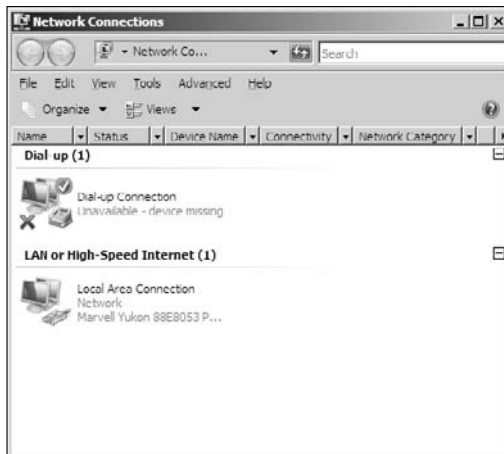 Network Connections
Network Co...
Search
File Edit View Tools Advanced Help
Organize Views
Name Status Device Name Connectivity Network Category
Dial-up (1)
Dial-up Connection
Unavailable - device missing
LAN or High-Speed Internet (1)
Local Area Connection
Network
Marvell Yukon 88E8053 P...